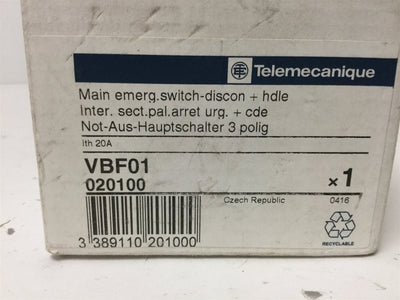 Telemecanique
Main emerg.switch-discon + hdle
Inter. sect.pal.arret urg. + cde
Not-Aus-Hauptschalter 3 polig
ith 20A
VBF01
020100
x 1
Czech Republic
0416
3 389110 201000
RECYCLABLE